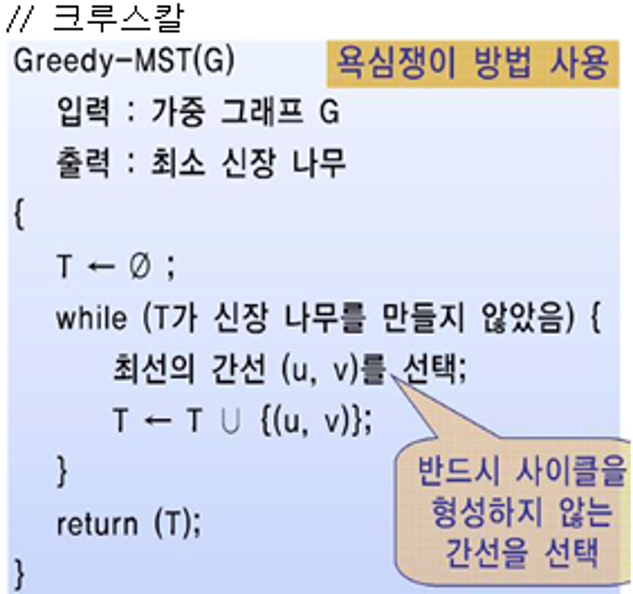 // 크루스칼
Greedy-MST(G)
욕심쟁이 방법 사용
입력 : 가중 그래프 G
출력 : 최소 신장 나무
{
T ← ∅ ;
while (T가 신장 나무를 만들지 않았음) {
최선의 간선 (u, v)를 선택;
T ← T ∪ {(u, v)};
}
return (T);
}
반드시 사이클을
형성하지 않는
간선을 선택